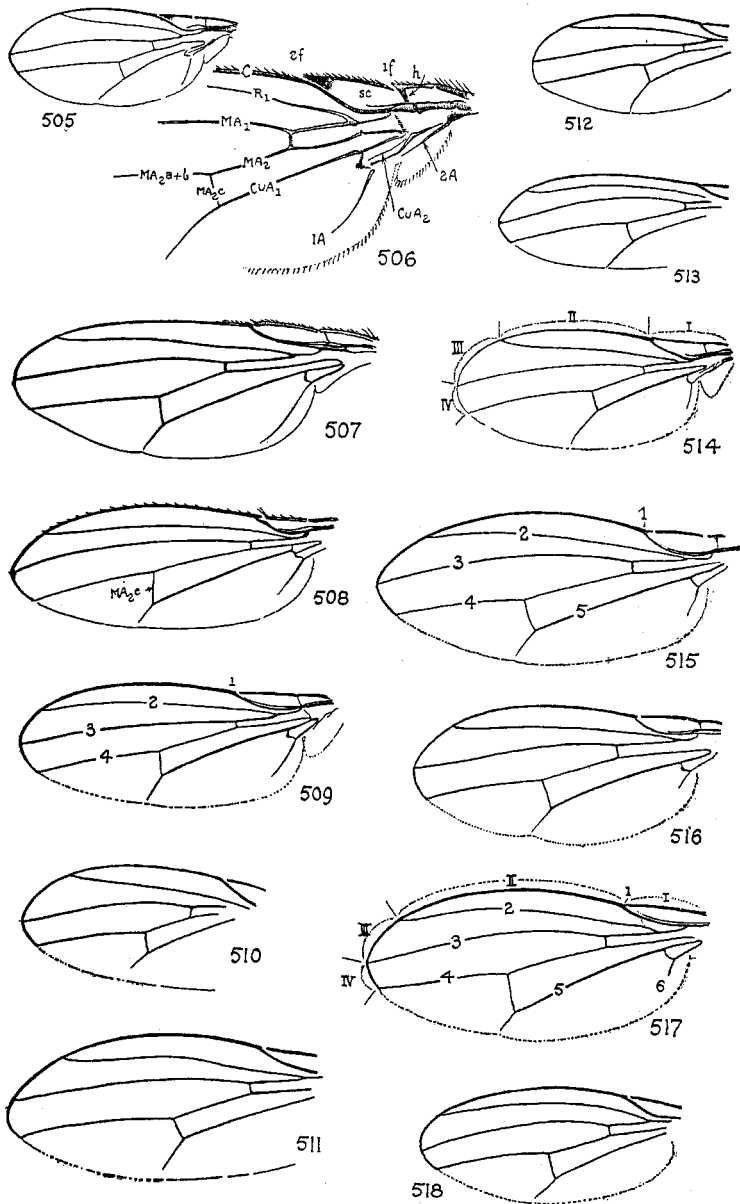 505
2f
1f
h
C
sc
R₁
MA₁
MA₂
MA₂a+b
MA₂c
CuA₁
1A
CuA₂
2A
506
512
513
507
I
II
III
IV
514
MA₂c
508
1
2
3
4
5
515
1
2
3
4
509
516
510
I
II
III
IV
1
2
3
4
5
6
517
511
518